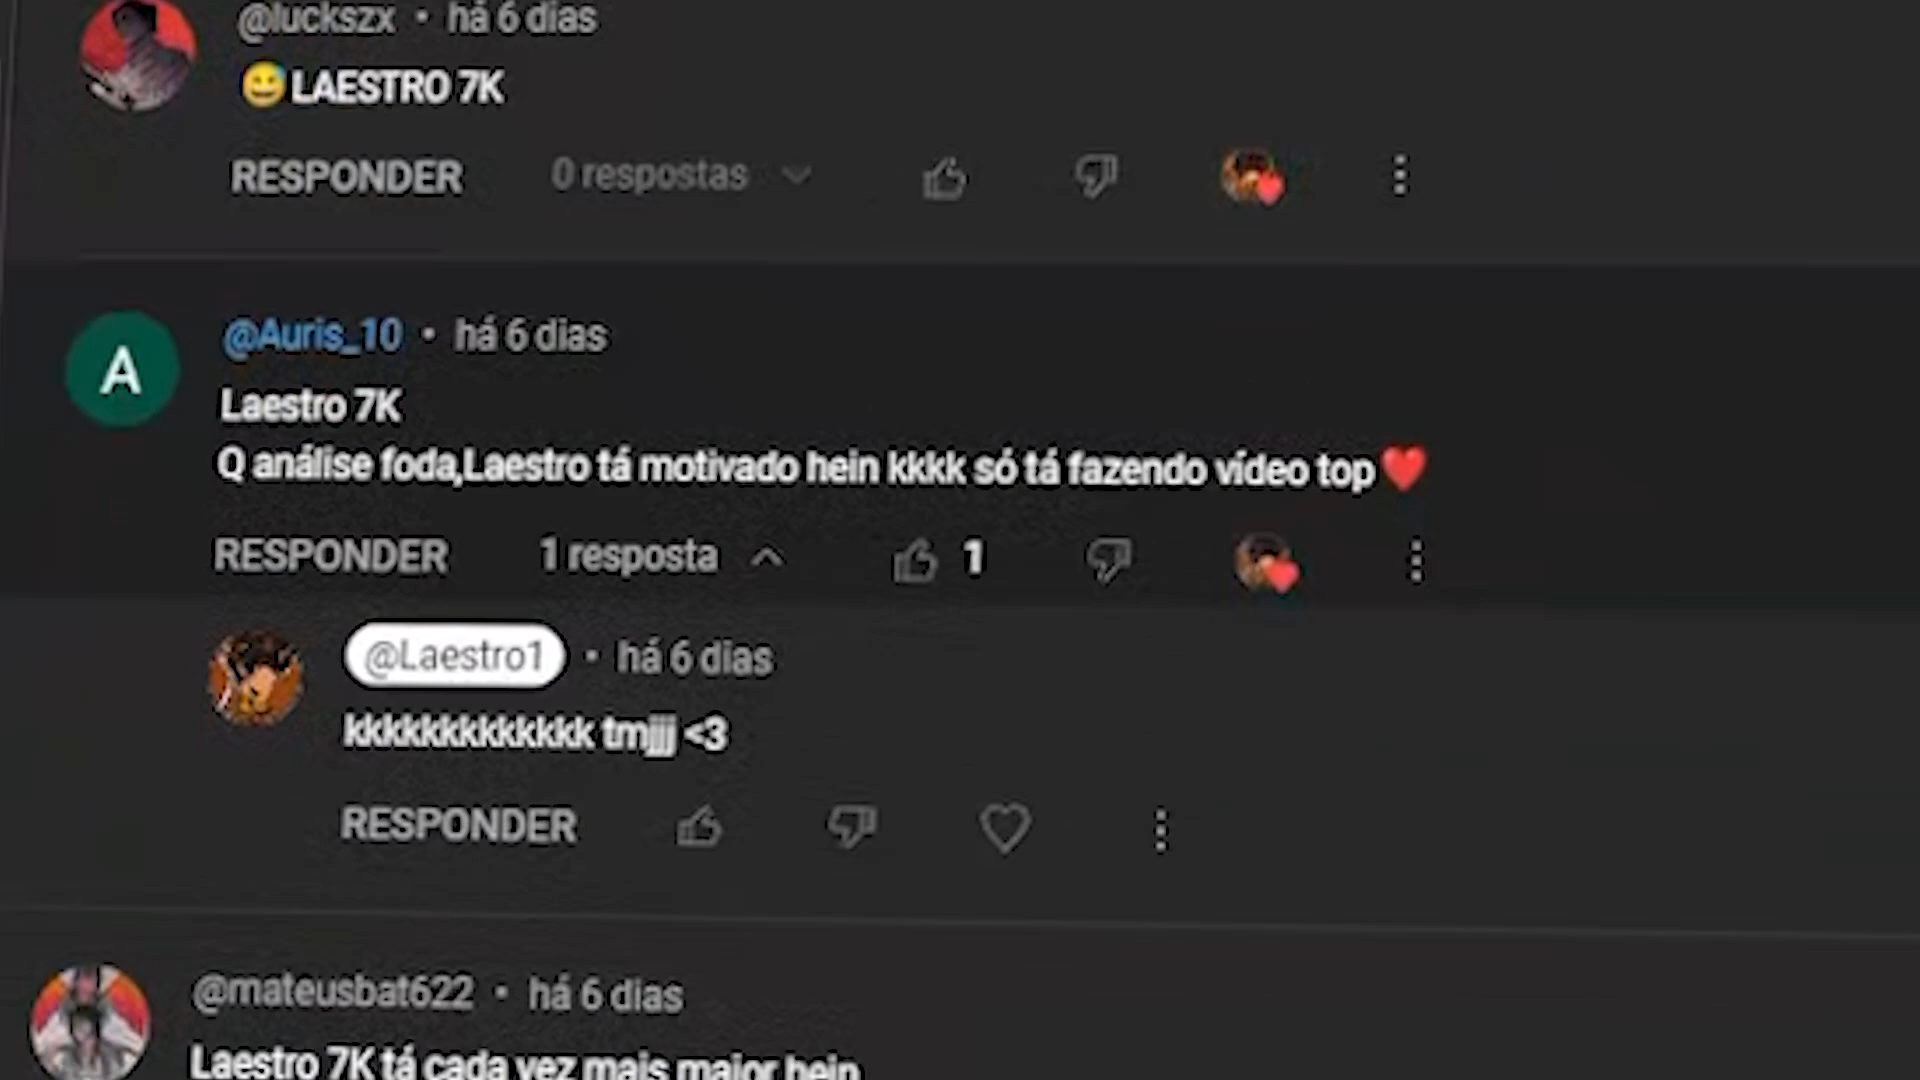 @luckszx • há 6 dias
😅LAESTRO 7K
RESPONDER 0 respostas
A
@Auris_10 • há 6 dias
Laestro 7K
Q análise foda,Laestro tá motivado hein kkkk só tá fazendo vídeo top❤️
RESPONDER 1 resposta 1
@Laestro1 • há 6 dias
kkkkkkkkkkkkk tmjjj <3
RESPONDER
@mateusbat622 • há 6 dias
Laestro 7K tá cada vez mais maior hein